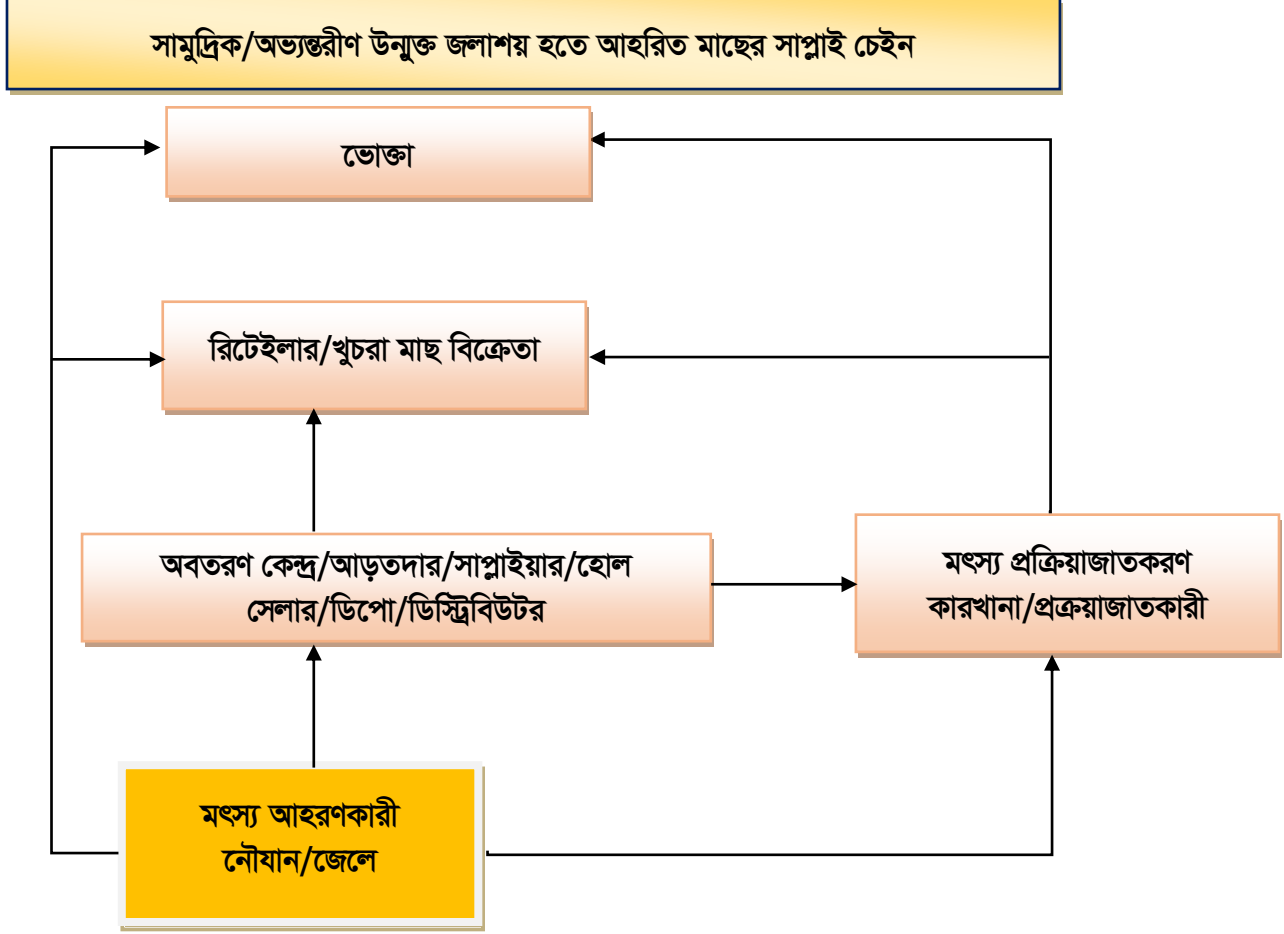 সামুদ্রিক/অভ্যন্তরীণ উন্মুক্ত জলাশয় হতে আহরিত মাছের সাপ্লাই চেইন
ভোক্তা
রিটেইলার/খুচরা মাছ বিক্রেতা
অবতরণ কেন্দ্র/আড়তদার/সাপ্লাইয়ার/হোল
সেলার/ডিপো/ডিস্ট্রিবিউটর
মৎস্য প্রক্রিয়াজাতকরণ
কারখানা/প্রক্রয়াজাতকারী
মৎস্য আহরণকারী
নৌযান/জেলে